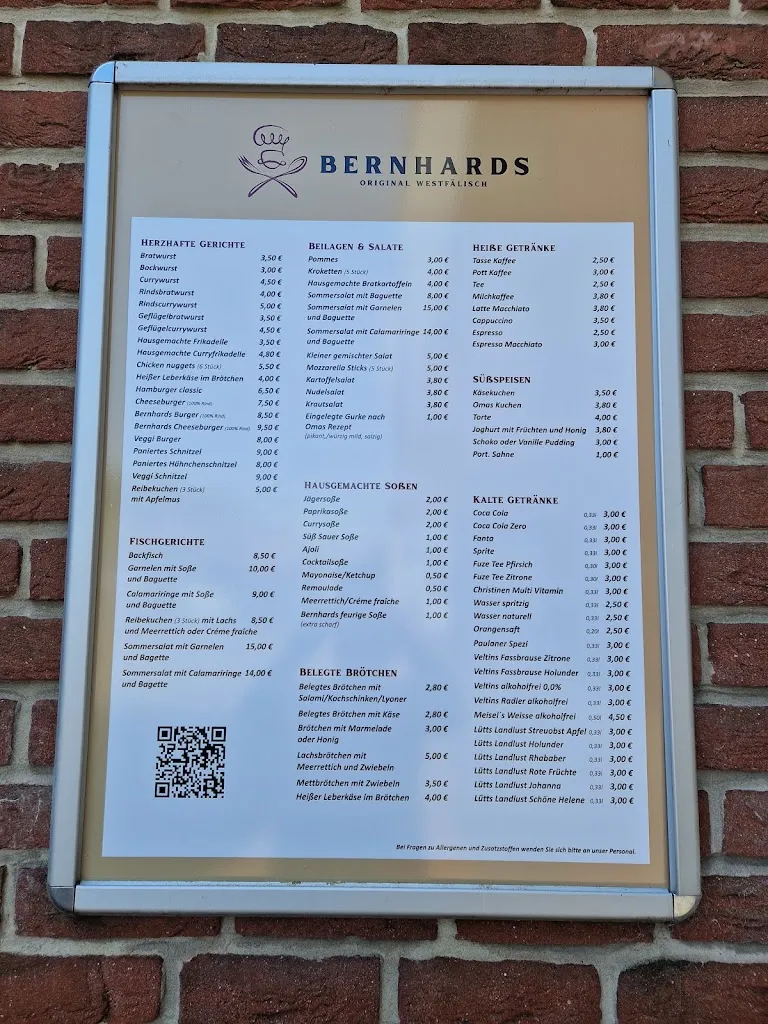 BERNHARDS
ORIGINAL WESTFÄLISCH
HERZHAFTE GERICHTE
Bratwurst 3,50 €
Bockwurst 3,00 €
Currywurst 4,50 €
Rindsbratwurst 4,00 €
Rindscurrywurst 5,00 €
Geflügelbratwurst 3,50 €
Geflügelcurrywurst 4,50 €
Hausgemachte Frikadelle 3,50 €
Hausgemachte Curryfrikadelle 4,80 €
Chicken nuggets (6 Stück) 5,50 €
Heißer Leberkäse im Brötchen 4,00 €
Hamburger classic 6,50 €
Cheeseburger (100% Rind) 7,50 €
Bernhards Burger (100% Rind) 8,50 €
Bernhards Cheeseburger (100% Rind) 9,50 €
Veggi Burger 8,00 €
Paniertes Schnitzel 9,00 €
Paniertes Hähnchenschnitzel 8,00 €
Veggi Schnitzel 9,00 €
Reibekuchen (3 Stück) 5,00 €
mit Apfelmus
FISCHGERICHTE
Backfisch 8,50 €
Garnelen mit Soße 10,00 €
und Baguette
Calamariringe mit Soße 9,00 €
und Baguette
Reibekuchen (3 Stück) mit Lachs 8,50 €
und Meerrettich oder Créme fraîche
Sommersalat mit Garnelen 15,00 €
und Bagette
Sommersalat mit Calamariringe 14,00 €
und Bagette
BEILAGEN & SALATE
Pommes 3,00 €
Kroketten (5 Stück) 4,00 €
Hausgemachte Bratkartoffeln 4,00 €
Sommersalat mit Baguette 8,00 €
Sommersalat mit Garnelen 15,00 €
und Baguette
Sommersalat mit Calamariringe 14,00 €
und Baguette
Kleiner gemischter Salat 5,00 €
Mozzarella Sticks (5 Stück) 5,00 €
Kartoffelsalat 3,80 €
Nudelsalat 3,80 €
Krautsalat 3,80 €
Eingelegte Gurke nach 1,00 €
Omas Rezept
(pikant,/würzig mild, salzig)
HAUSGEMACHTE SOßEN
Jägersoße 2,00 €
Paprikasoße 2,00 €
Currysoße 2,00 €
Süß Sauer Soße 1,00 €
Ajoli 1,00 €
Cocktailsoße 1,00 €
Mayonaise/Ketchup 0,50 €
Remoulade 0,50 €
Meerrettich/Créme fraîche 1,00 €
Bernhards feurige Soße 1,00 €
(extra scharf)
BELEGTE BRÖTCHEN
Belegtes Brötchen mit 2,80 €
Salami/Kochschinken/Lyoner
Belegtes Brötchen mit Käse 2,80 €
Brötchen mit Marmelade 3,00 €
oder Honig
Lachsbrötchen mit 5,00 €
Meerrettich und Zwiebeln
Mettbrötchen mit Zwiebeln 3,50 €
Heißer Leberkäse im Brötchen 4,00 €
HEIßE GETRÄNKE
Tasse Kaffee 2,50 €
Pott Kaffee 3,00 €
Tee 2,50 €
Milchkaffee 3,80 €
Latte Macchiato 3,80 €
Cappuccino 3,50 €
Espresso 2,50 €
Espresso Macchiato 3,00 €
SÜßSPEISEN
Käsekuchen 3,50 €
Omas Kuchen 3,80 €
Torte 4,00 €
Joghurt mit Früchten und Honig 3,80 €
Schoko oder Vanille Pudding 3,00 €
Port. Sahne 1,00 €
KALTE GETRÄNKE
Coca Cola 0,33l 3,00 €
Coca Cola Zero 0,33l 3,00 €
Fanta 0,33l 3,00 €
Sprite 0,33l 3,00 €
Fuze Tee Pfirsich 0,30l 3,00 €
Fuze Tee Zitrone 0,30l 3,00 €
Christinen Multi Vitamin 0,33l 3,00 €
Wasser spritzig 0,33l 2,50 €
Wasser naturell 0,33l 2,50 €
Orangensaft 0,20l 2,50 €
Paulaner Spezi 0,33l 3,00 €
Veltins Fassbrause Zitrone 0,33l 3,00 €
Veltins Fassbrause Holunder 0,33l 3,00 €
Veltins alkoholfrei 0,0% 0,33l 3,00 €
Veltins Radler alkoholfrei 0,33l 3,00 €
Meisel´s Weisse alkoholfrei 0,50l 4,50 €
Lütts Landlust Streuobst Apfel 0,33l 3,00 €
Lütts Landlust Holunder 0,33l 3,00 €
Lütts Landlust Rhababer 0,33l 3,00 €
Lütts Landlust Rote Früchte 0,33l 3,00 €
Lütts Landlust Johanna 0,33l 3,00 €
Lütts Landlust Schöne Helene 0,33l 3,00 €
Bei Fragen zu Allergenen und Zusatzstoffen wenden Sie sich bitte an unser Personal.